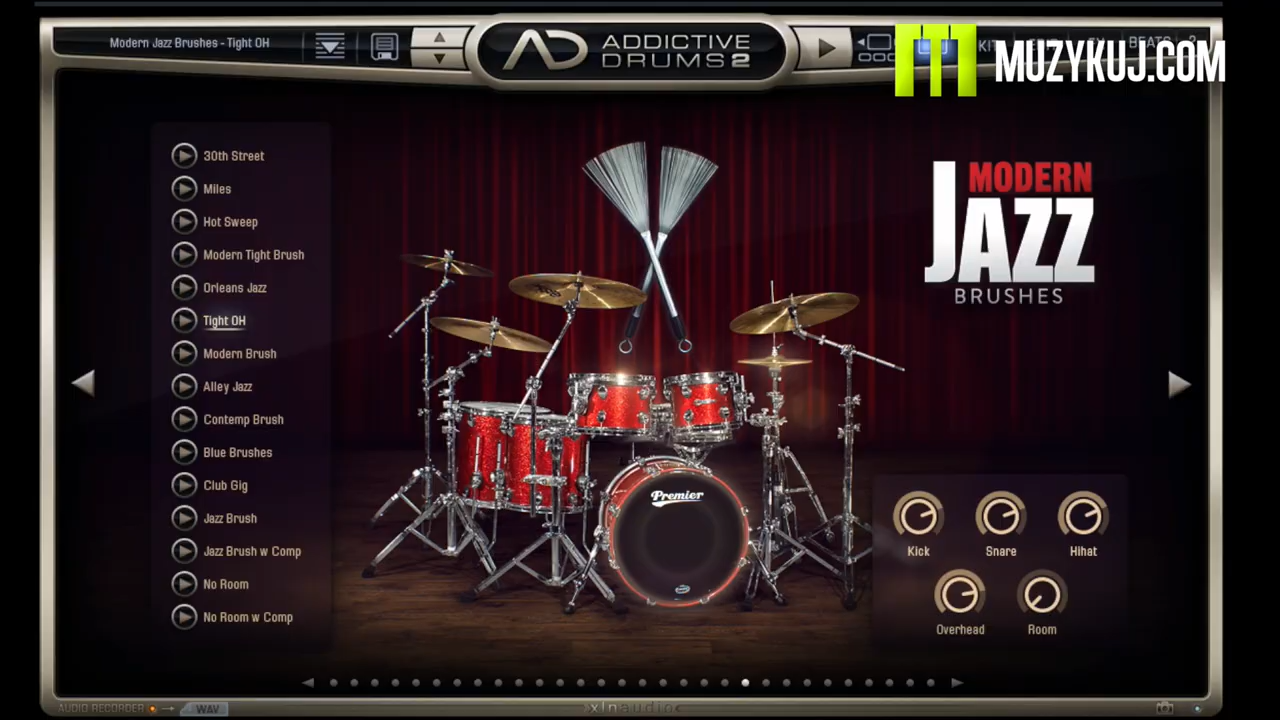 Modern Jazz Brushes - Tight OH
ADDICTIVE
DRUMS 2
KIT
BEATS
?
MUZYKUJ.COM
30th Street
Miles
Hot Sweep
Modern Tight Brush
Orleans Jazz
Tight OH
Modern Brush
Alley Jazz
Contemp Brush
Blue Brushes
Club Gig
Jazz Brush
Jazz Brush w Comp
No Room
No Room w Comp
MODERN
JAZZ
BRUSHES
Premier
Kick
Snare
Hihat
Overhead
Room
AUDIO RECORDER
WAV
xlnaudio